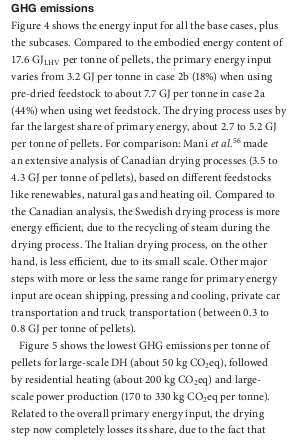 GHG emissions
Figure 4 shows the energy input for all the base cases, plus
the subcases. Compared to the embodied energy content of
17.6 GJLHV per tonne of pellets, the primary energy input
varies from 3.2 GJ per tonne in case 2b (18%) when using
pre-dried feedstock to about 7.7 GJ per tonne in case 2a
(44%) when using wet feedstock. The drying process uses by
far the largest share of primary energy, about 2.7 to 5.2 GJ
per tonne of pellets. For comparison: Mani et al.56 made
an extensive analysis of Canadian drying processes (3.5 to
4.3 GJ per tonne of pellets), based on different feedstocks
like renewables, natural gas and heating oil. Compared to
the Canadian analysis, the Swedish drying process is more
energy efficient, due to the recycling of steam during the
drying process. The Italian drying process, on the other
hand, is less efficient, due to its small scale. Other major
steps with more or less the same range for primary energy
input are ocean shipping, pressing and cooling, private car
transportation and truck transportation (between 0.3 to
0.8 GJ per tonne of pellets).
Figure 5 shows the lowest GHG emissions per tonne of
pellets for large-scale DH (about 50 kg CO2eq), followed
by residential heating (about 200 kg CO2eq) and large-
scale power production (170 to 330 kg CO2eq per tonne).
Related to the overall primary energy input, the drying
step now completely losses its share, due to the fact that